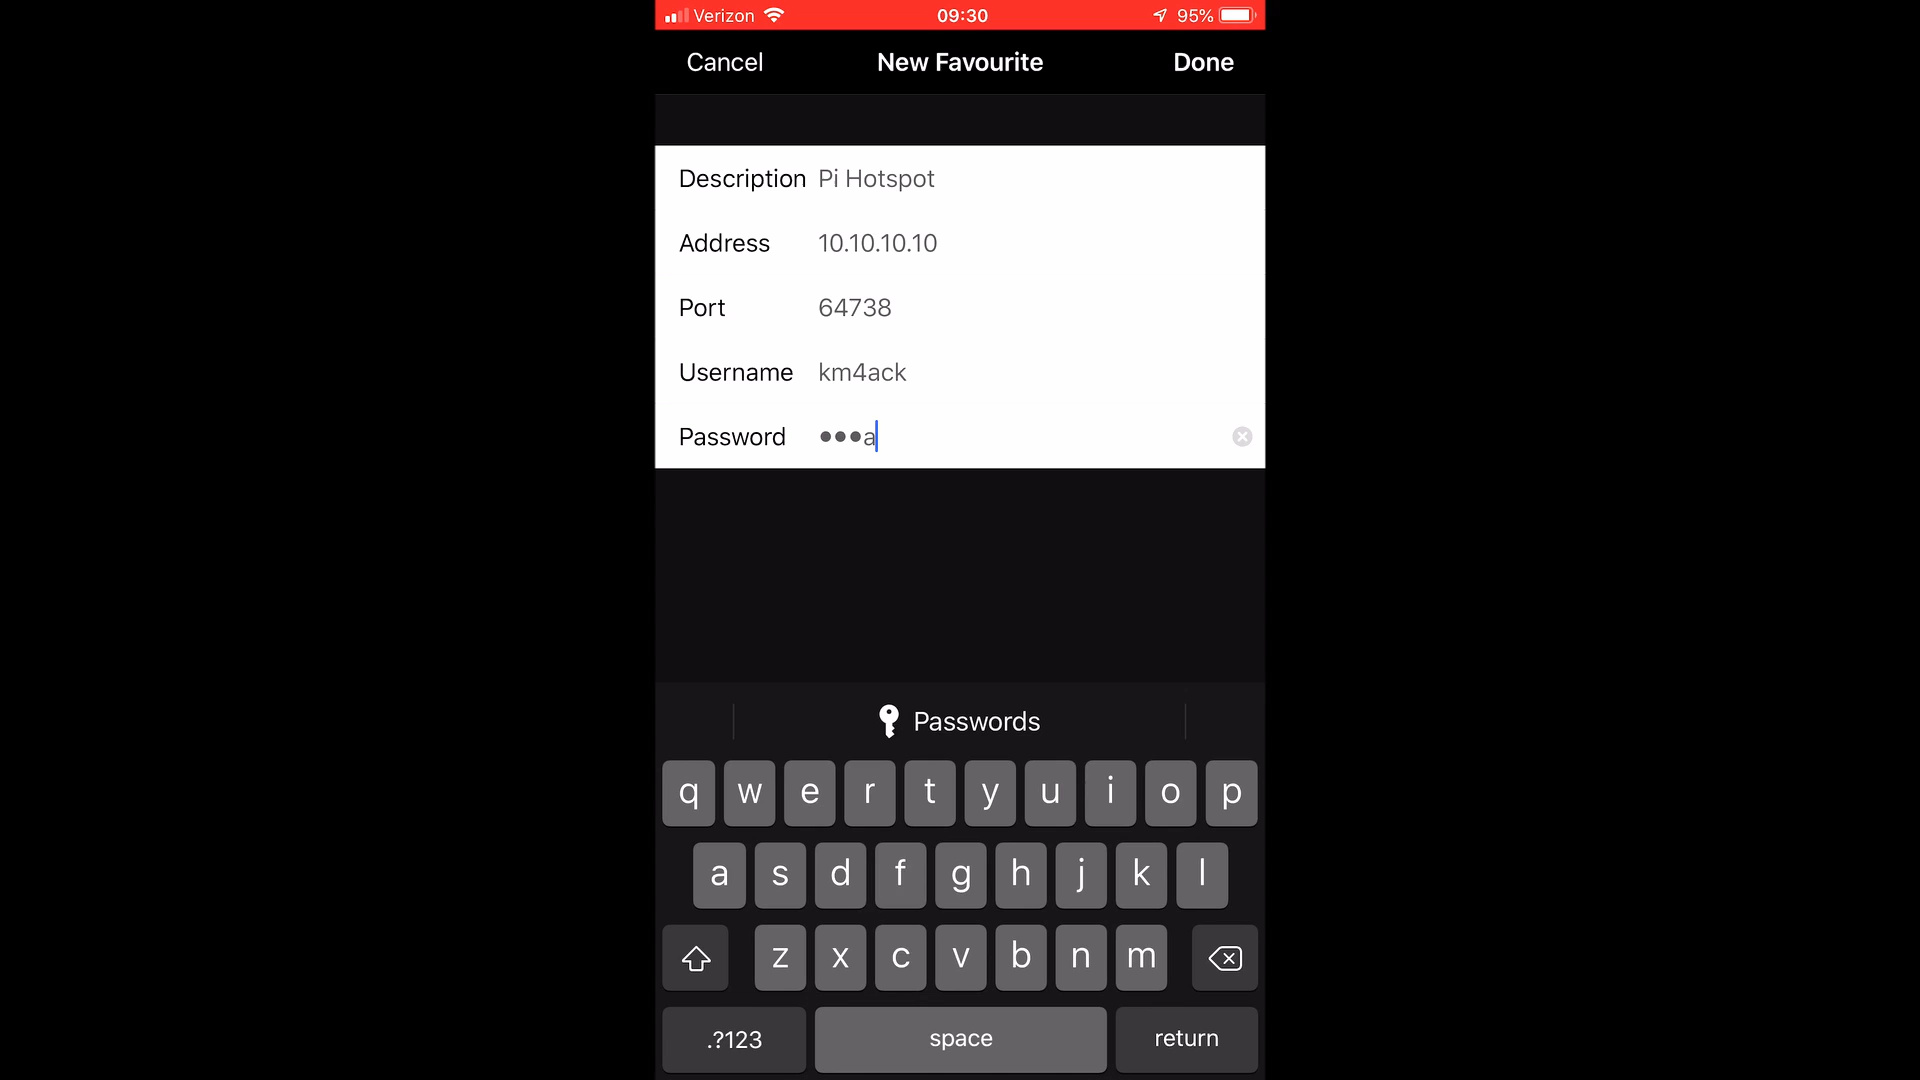 Verizon 09:30 95%
Cancel New Favourite Done
Description Pi Hotspot
Address 10.10.10.10
Port 64738
Username km4ack
Password •••a
Passwords
q w e r t y u i o p
a s d f g h j k l
z x c v b n m
.?123 space return